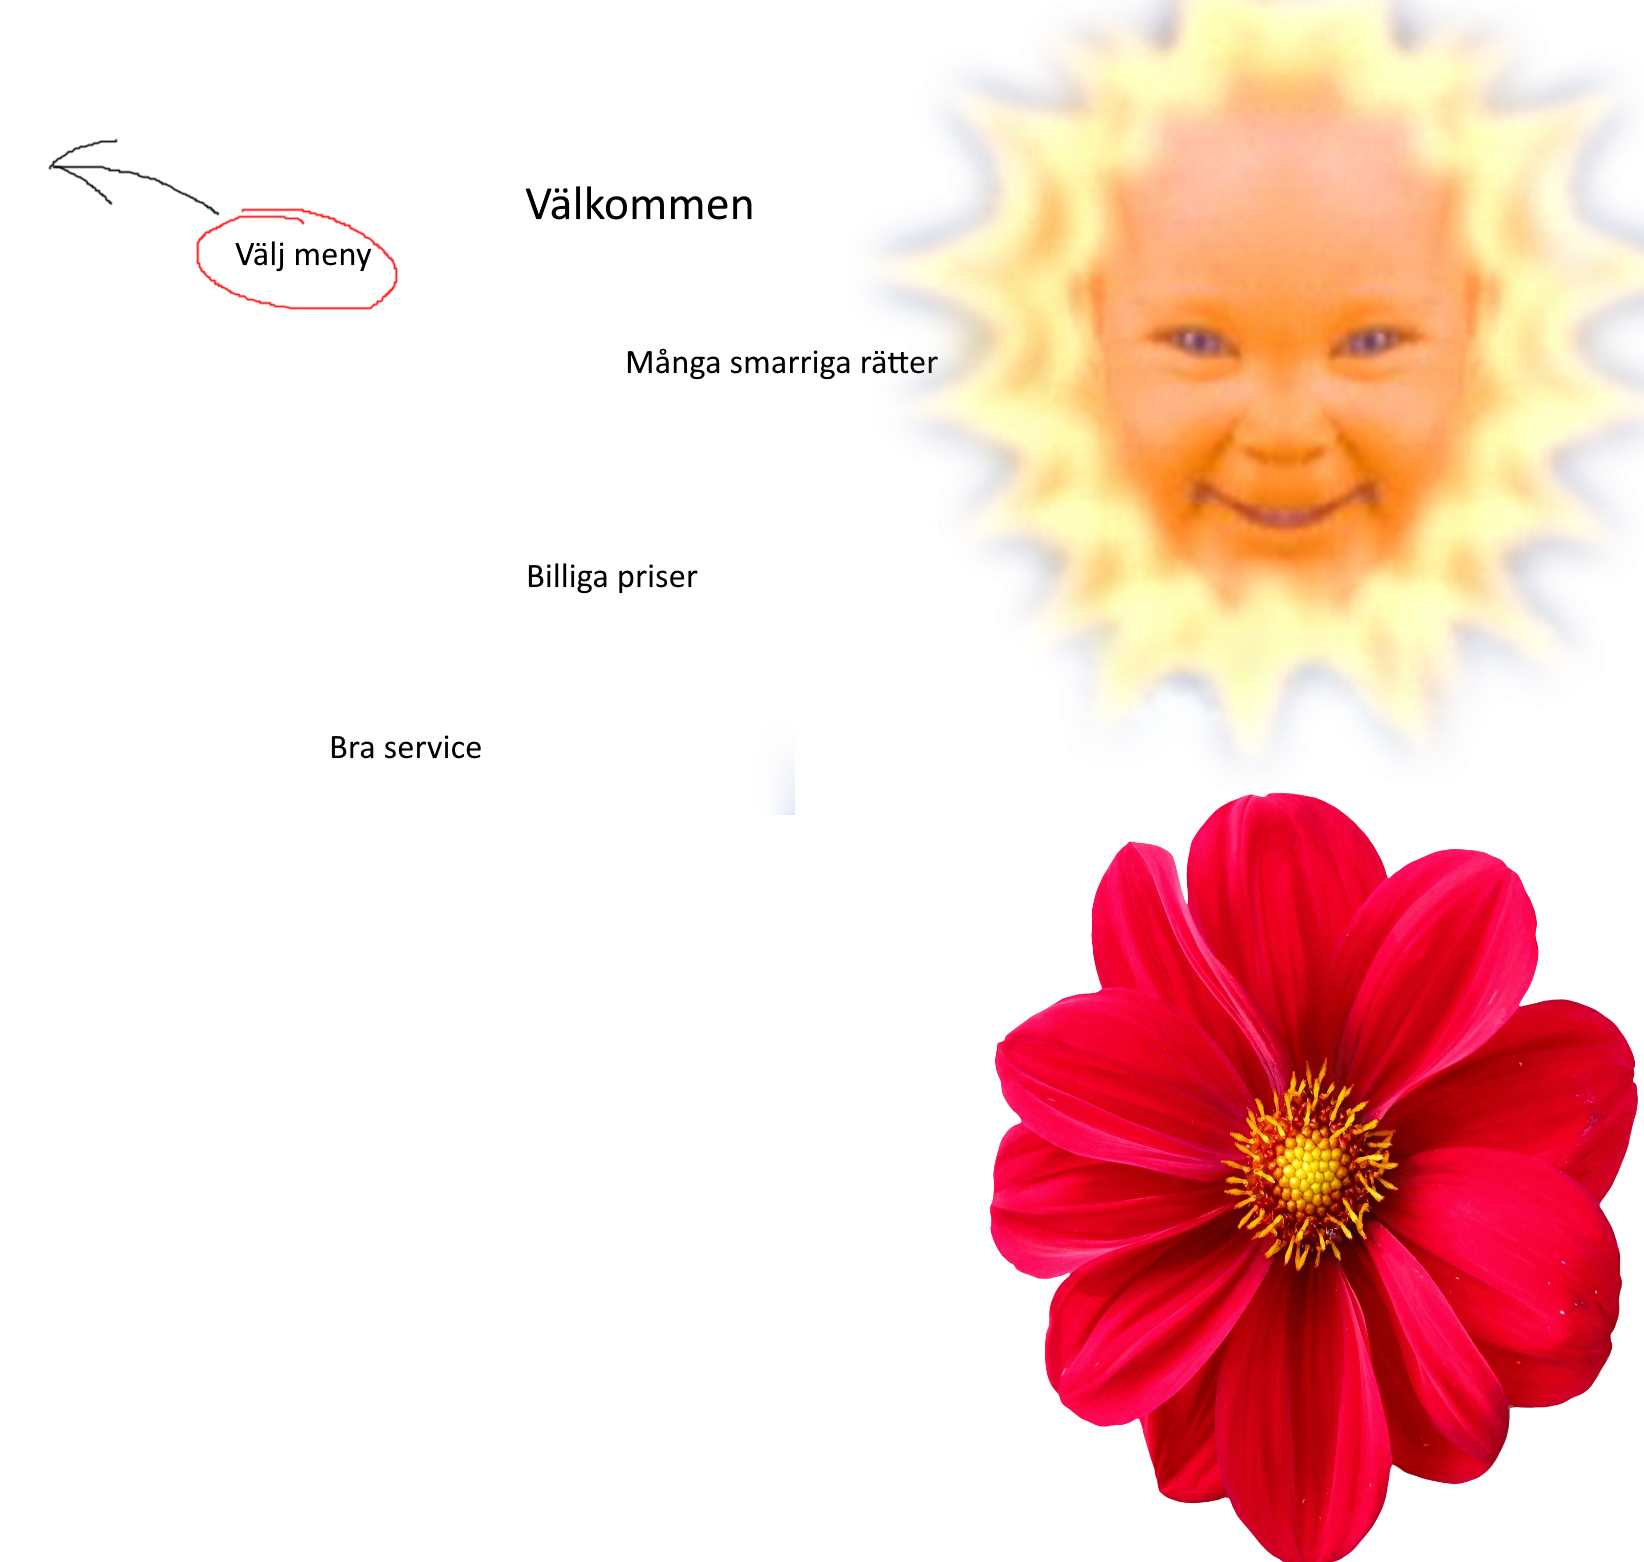 Välkommen
Välj meny
Många smarriga rätter
Billiga priser
Bra service